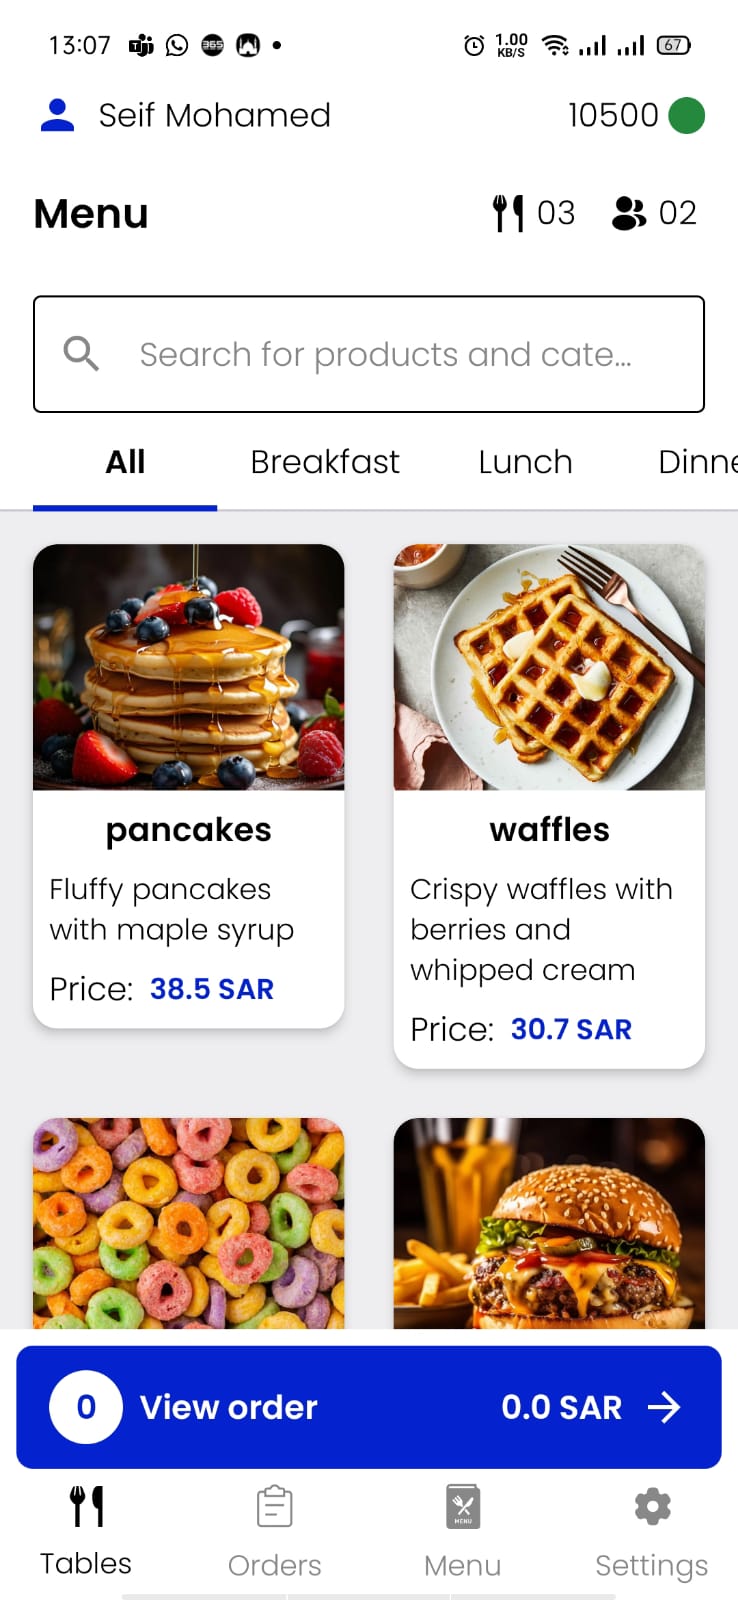 13:07
365
1.00
KB/S
67
Seif Mohamed
10500
Menu
03
02
Search for products and cate...
All
Breakfast
Lunch
Dinne
pancakes
Fluffy pancakes
with maple syrup
Price: 38.5 SAR
waffles
Crispy waffles with
berries and
whipped cream
Price: 30.7 SAR
0
View order
0.0 SAR
Tables
Orders
MENU
Menu
Settings